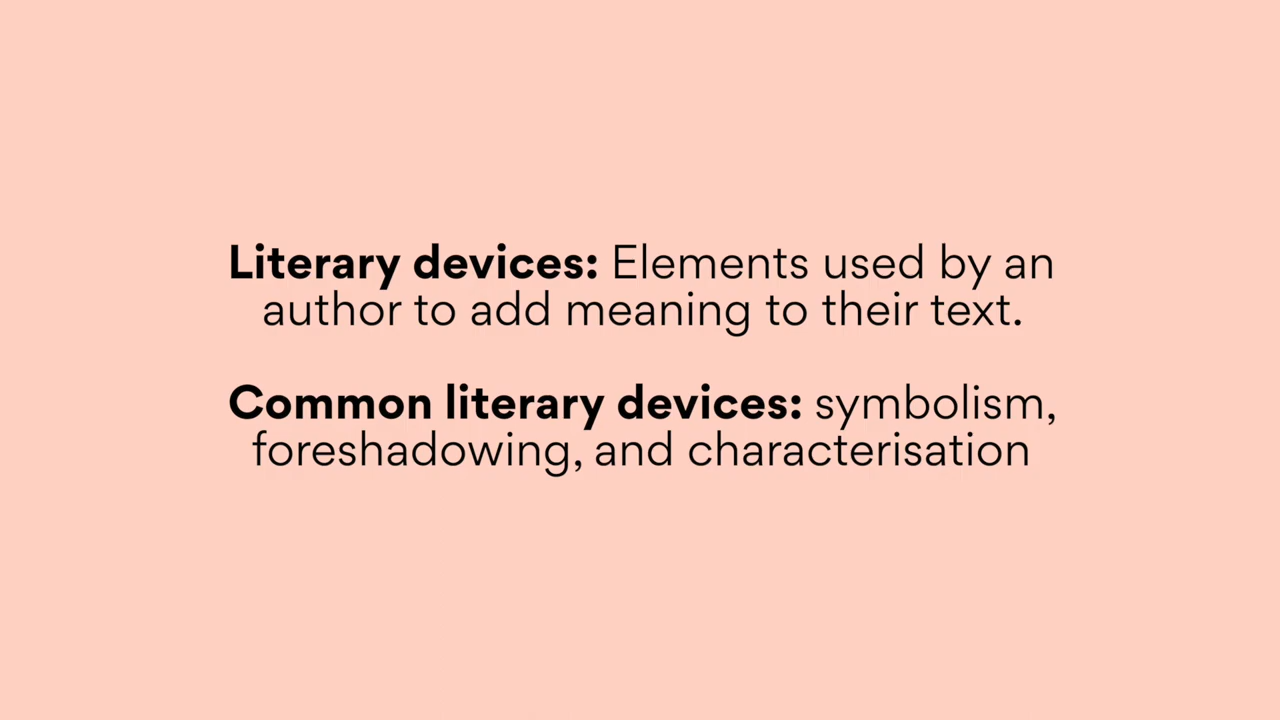 Literary devices: Elements used by an
author to add meaning to their text.
Common literary devices: symbolism,
foreshadowing, and characterisation